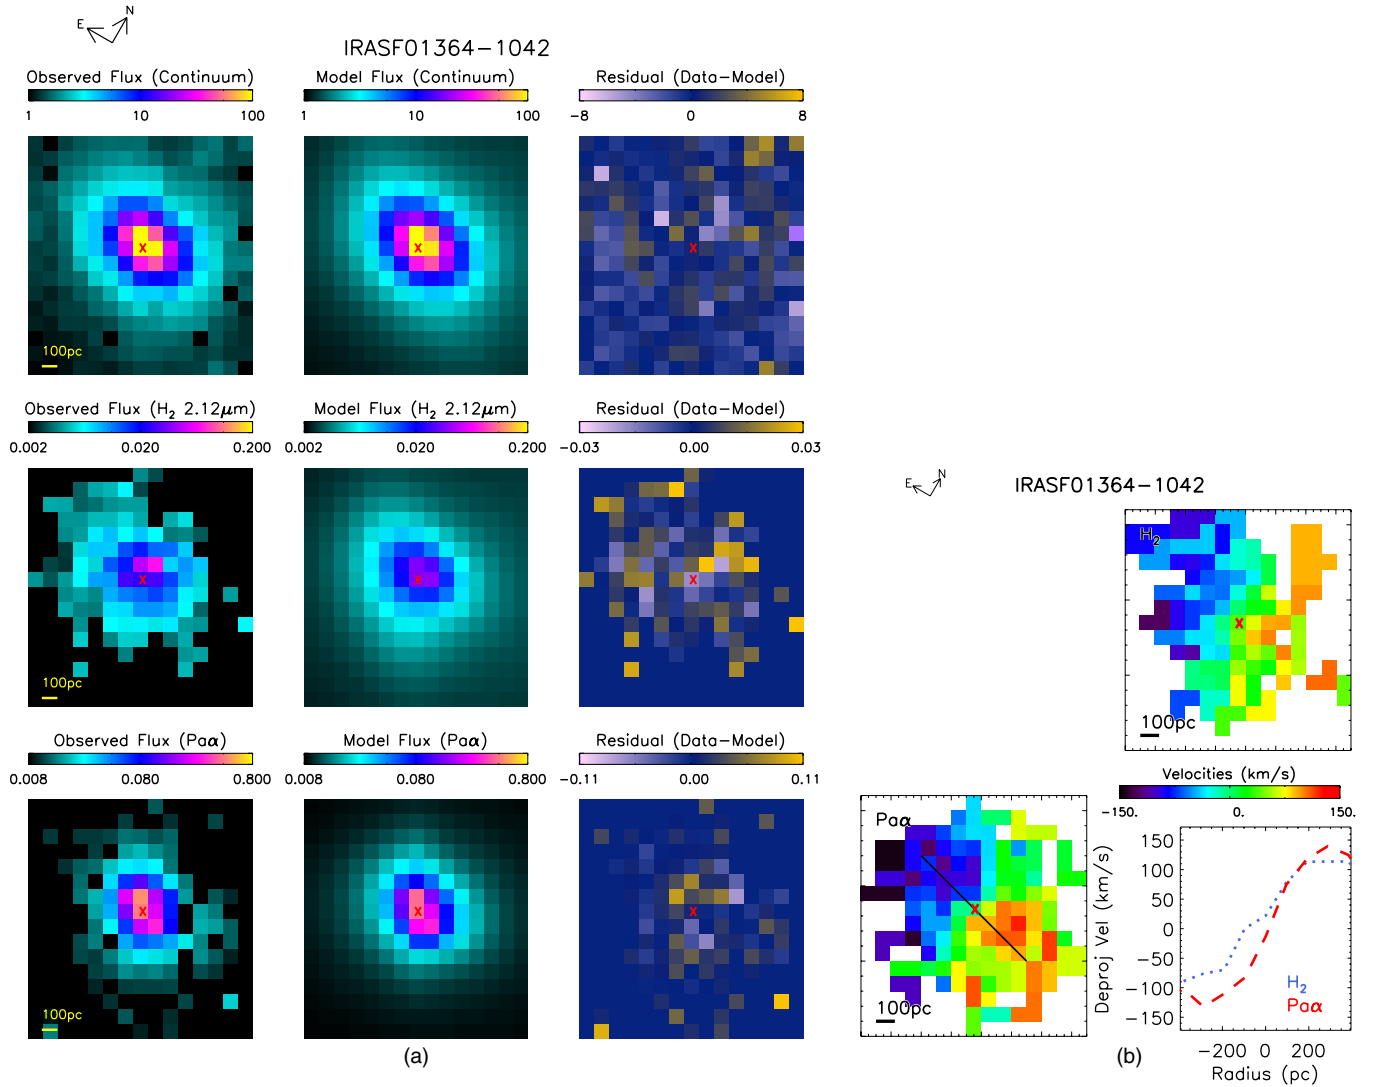 E N
IRASF01364-1042
Observed Flux (Continuum) Model Flux (Continuum) Residual (Data-Model)
1 10 100 1 10 100 -8 0 8
X X X
100pc
Observed Flux (H₂ 2.12μm) Model Flux (H₂ 2.12μm) Residual (Data-Model)
0.002 0.020 0.200 0.002 0.020 0.200 -0.03 0.00 0.03
X X X
100pc
Observed Flux (Paα) Model Flux (Paα) Residual (Data-Model)
0.008 0.080 0.800 0.008 0.080 0.800 -0.11 0.00 0.11
X X X
100pc
(a)
E N
IRASF01364-1042
H₂
X
100pc
Velocities (km/s)
-150. 0. 150.
Paα
X
100pc
Deproj Vel (km/s)
150
100
50
0
-50
-100
-150
H₂
Paα
-200 0 200
Radius (pc)
(b)